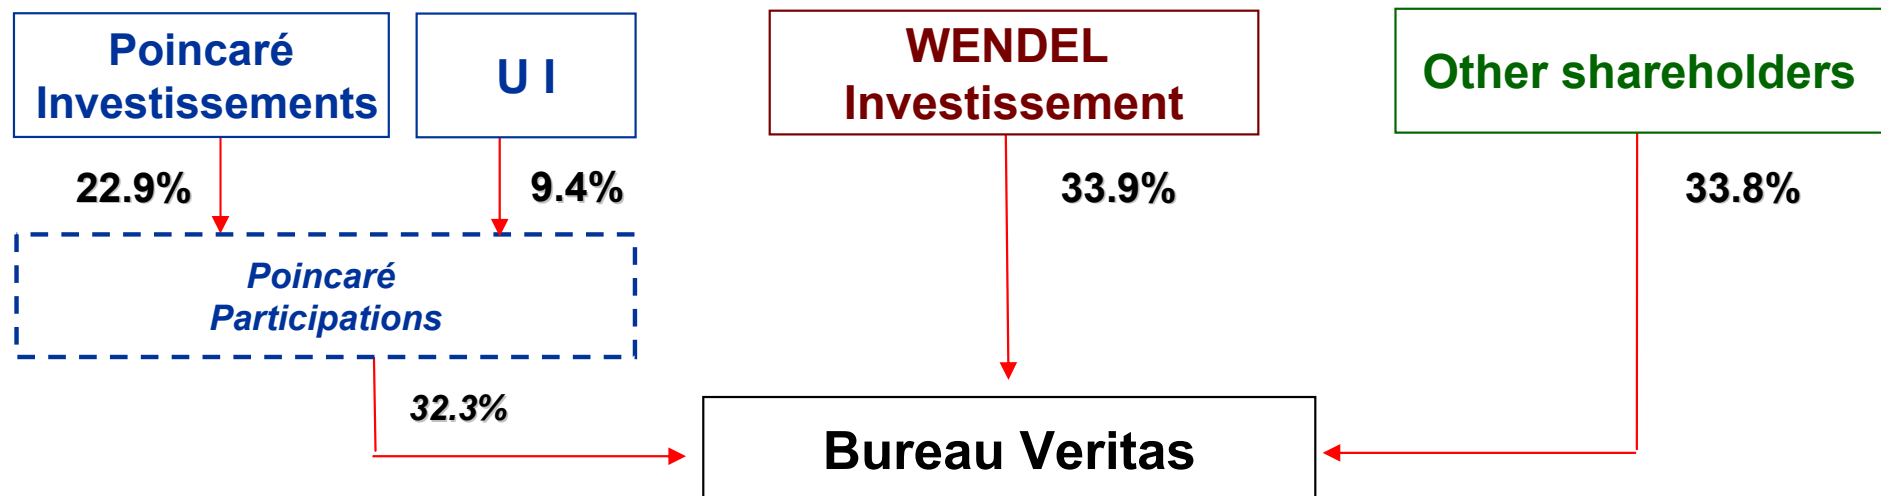 Poincaré
Investissements
U I
WENDEL
Investissement
Other shareholders
22.9%
9.4%
33.9%
33.8%
Poincaré
Participations
32.3%
Bureau Veritas